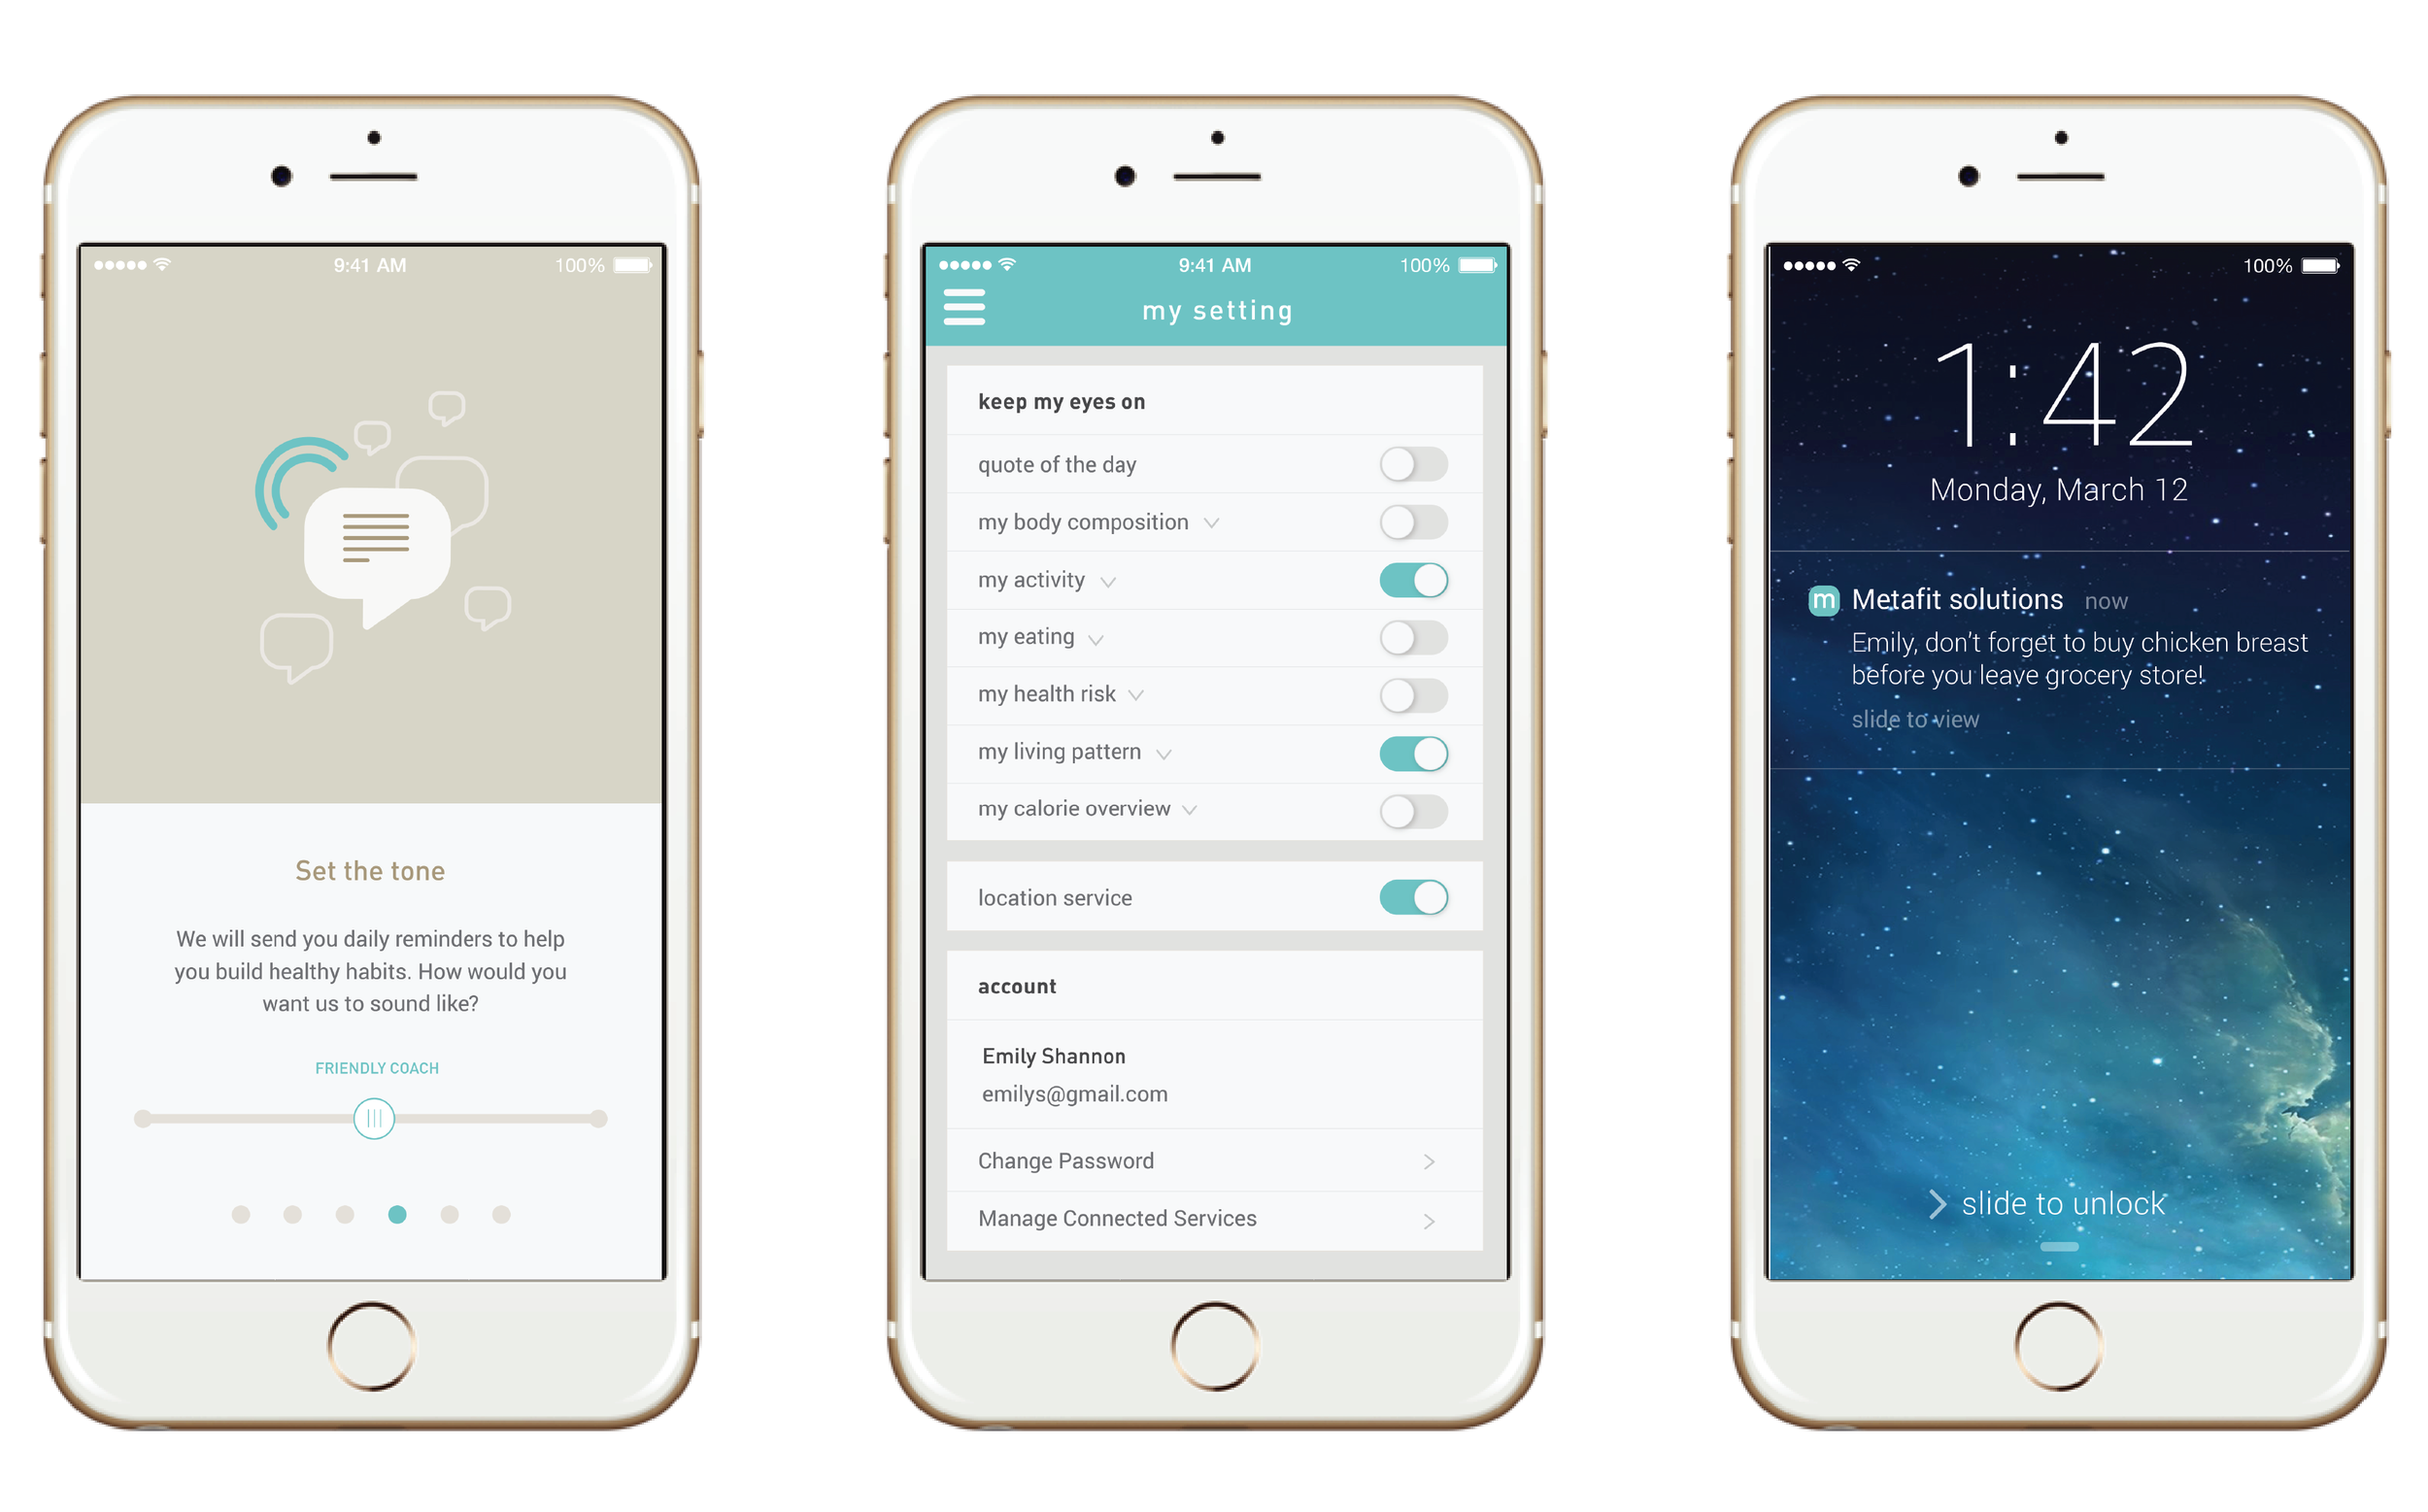 9:41 AM
100%
Set the tone
We will send you daily reminders to help
you build healthy habits. How would you
want us to sound like?
FRIENDLY COACH
9:41 AM
100%
my setting
keep my eyes on
quote of the day
my body composition
my activity
my eating
my health risk
my living pattern
my calorie overview
location service
account
Emily Shannon
emilys@gmail.com
Change Password
Manage Connected Services
100%
1:42
Monday, March 12
m Metafit solutions now
Emily, don’t forget to buy chicken breast
before you leave grocery store!
slide to view
slide to unlock